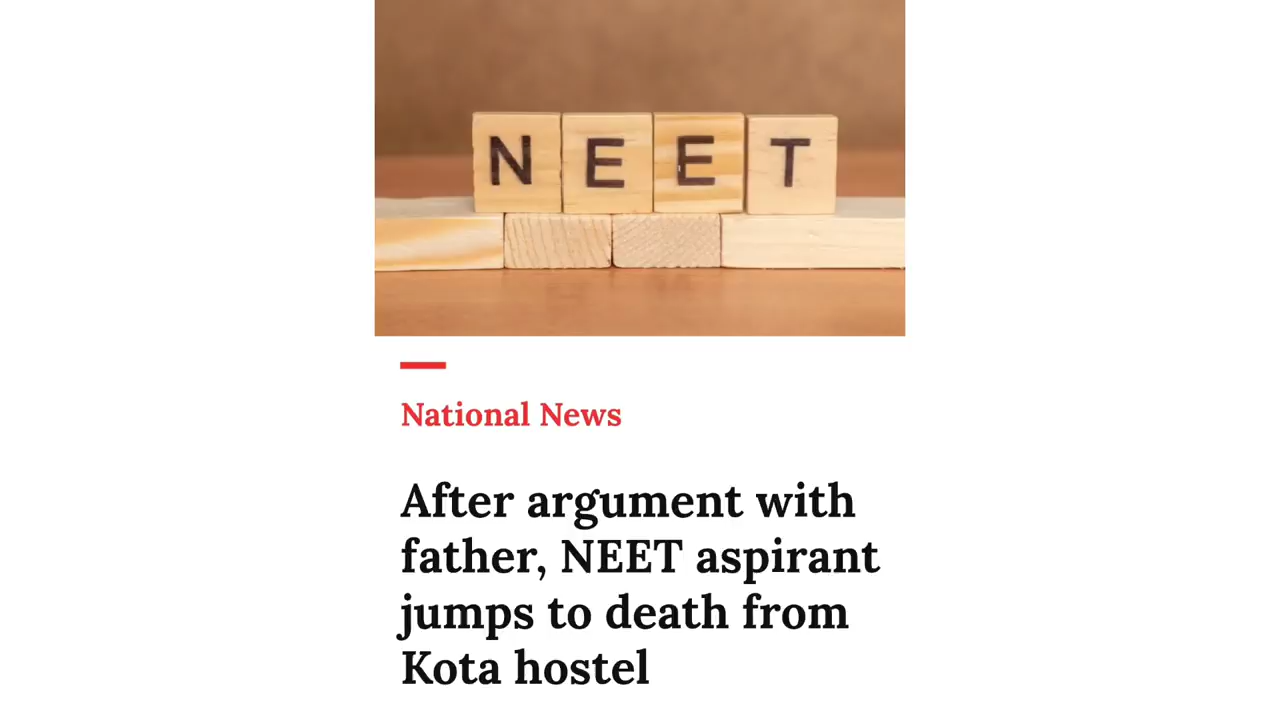 NEET
National News
After argument with
father, NEET aspirant
jumps to death from
Kota hostel